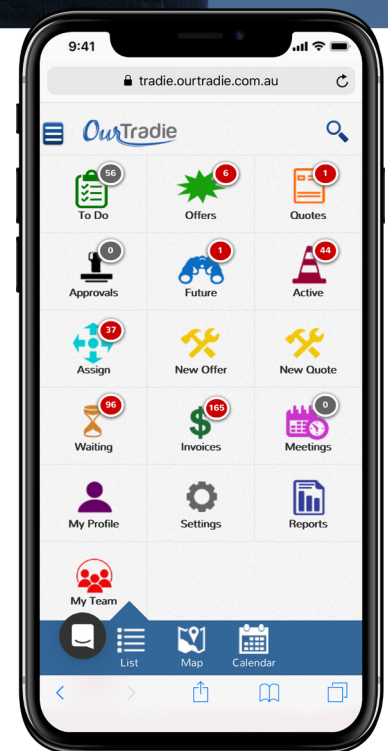 9:41
tradie.ourtradie.com.au
OurTradie
56 6 1
To Do Offers Quotes
0 1 44
Approvals Future Active
37
Assign New Offer New Quote
96 165 0
Waiting Invoices Meetings
My Profile Settings Reports
My Team
List Map Calendar